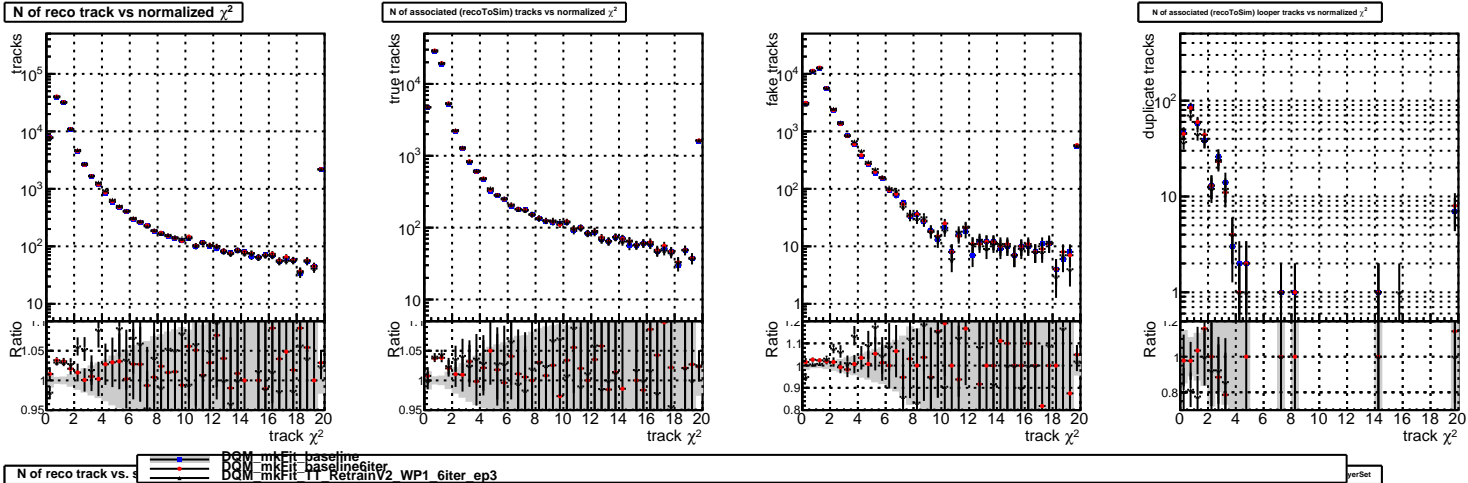 N of reco track vs normalized χ²
N of associated (recoToSim) tracks vs normalized χ²
N of associated (recoToSim) looper tracks vs normalized χ²
tracks
10⁵
10⁴
10³
10²
10
Ratio
1.05
1
0.95
0 2 4 6 8 10 12 14 16 18 20
track χ²
true tracks
10⁴
10³
10²
10
Ratio
1.05
1
0.95
0 2 4 6 8 10 12 14 16 18 20
track χ²
fake tracks
10⁴
10³
10²
10
1
Ratio
1.2
1.1
1
0.9
0.8
0 2 4 6 8 10 12 14 16 18 20
track χ²
duplicate tracks
10²
10
1
Ratio
1.2
1
0.8
0 2 4 6 8 10 12 14 16 18 20
track χ²
DQM_mkFit_baseline
DQM_mkFit_baseline6iter
DQM_mkFit_TT_RetrainV2_WP1_6iter_ep3
N of reco track vs. s
yerSet